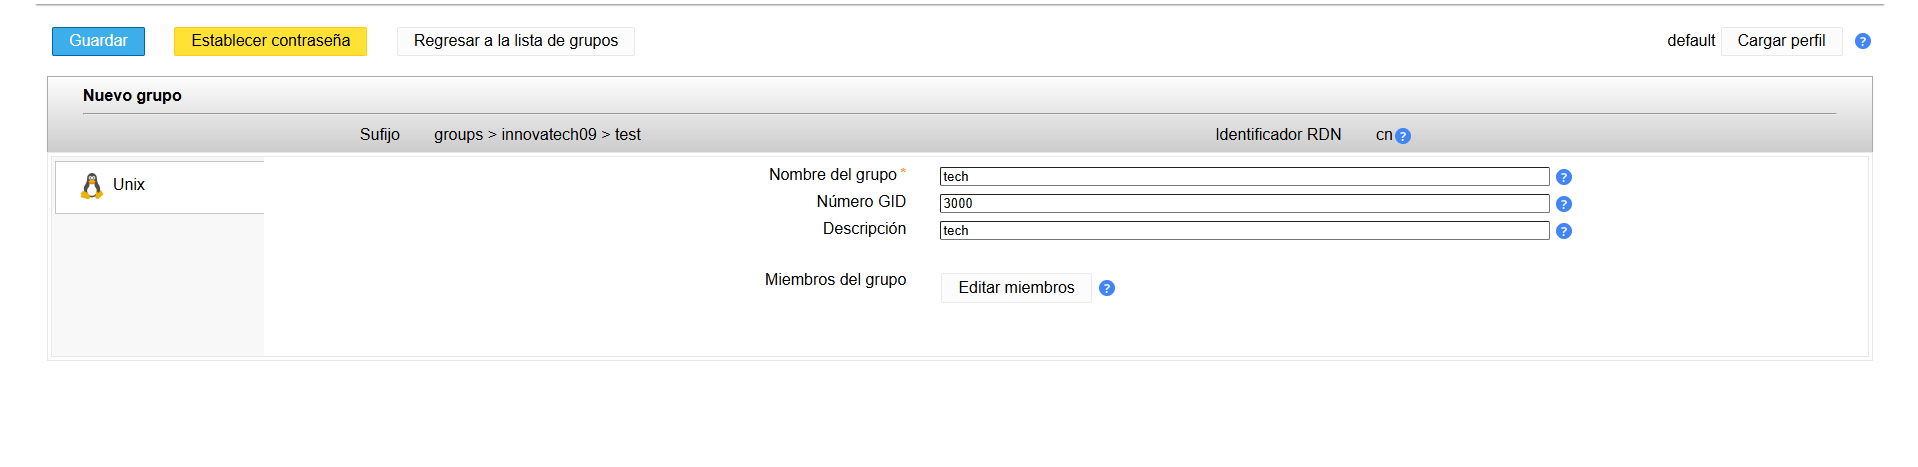 Guardar Establecer contraseña Regresar a la lista de grupos default Cargar perfil ?
Nuevo grupo
Sufijo groups > innovatech09 > test Identificador RDN cn ?
Unix
Nombre del grupo * tech ?
Número GID 3000 ?
Descripción tech ?
Miembros del grupo Editar miembros ?